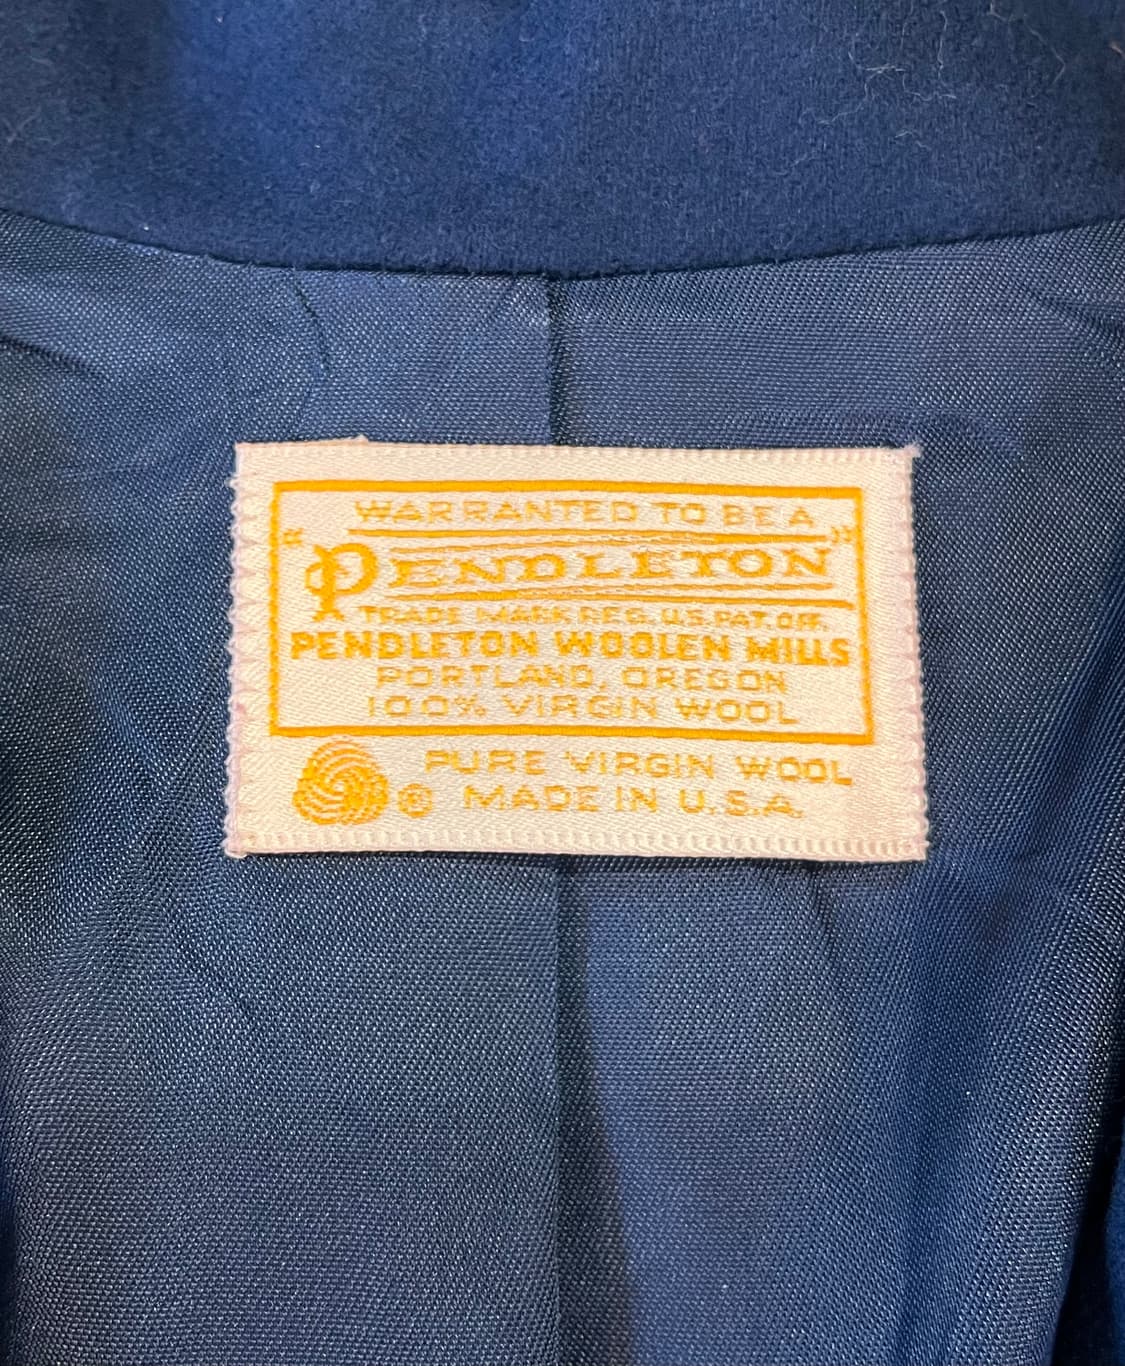 WARRANTED TO BE A
"PENDLETON"
TRADE MARK REG. U.S. PAT. OFF.
PENDLETON WOOLEN MILLS
PORTLAND, OREGON
100% VIRGIN WOOL
® PURE VIRGIN WOOL
MADE IN U.S.A.